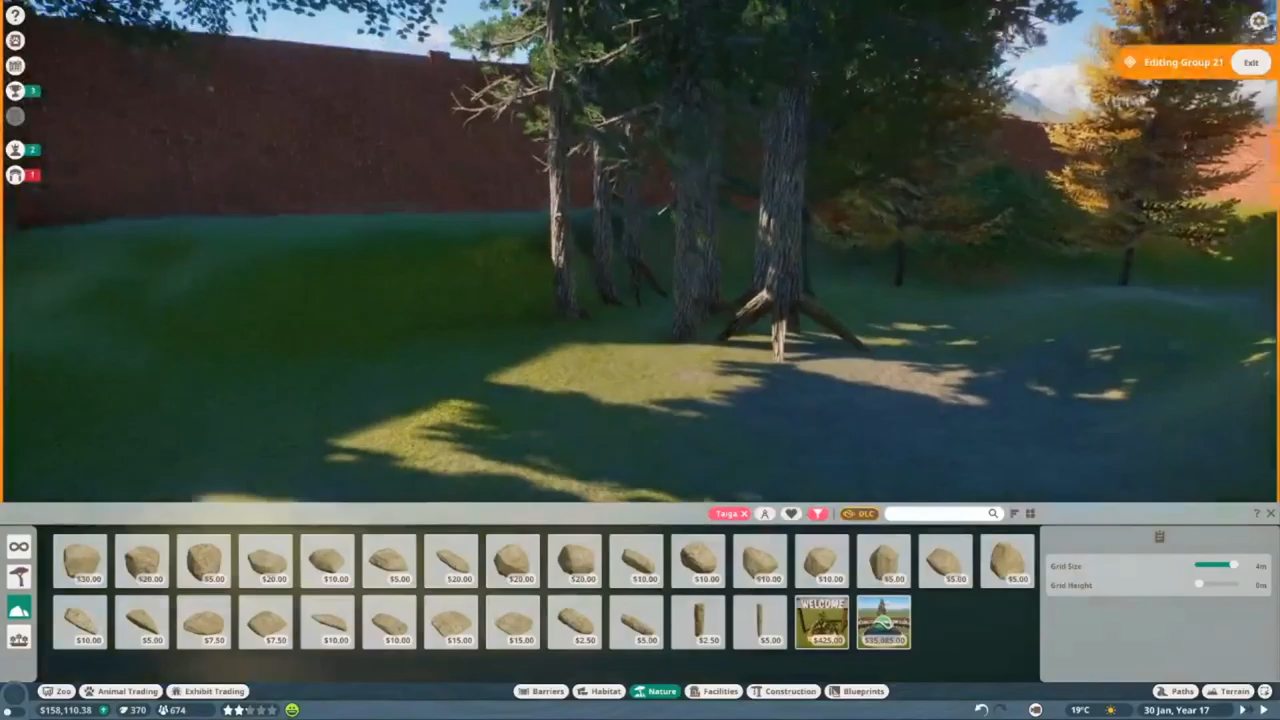 ?
Editing Group 21
Exit
3
2
1
Taiga ×
DLC
? ×
$30.00 $20.00 $5.00 $20.00 $10.00 $5.00 $20.00 $20.00 $20.00 $10.00 $10.00 $10.00 $10.00 $5.00 $5.00 $5.00
WELCOME
$10.00 $5.00 $7.50 $7.50 $10.00 $10.00 $15.00 $15.00 $2.50 $5.00 $2.50 $5.00 $425.00
Grid Size 4m
Grid Height 0m
Zoo Animal Trading Exhibit Trading Barriers Habitat Nature Facilities Construction Blueprints Paths Terrain
$158,110.38 370 674 19°C 30 Jan, Year 17